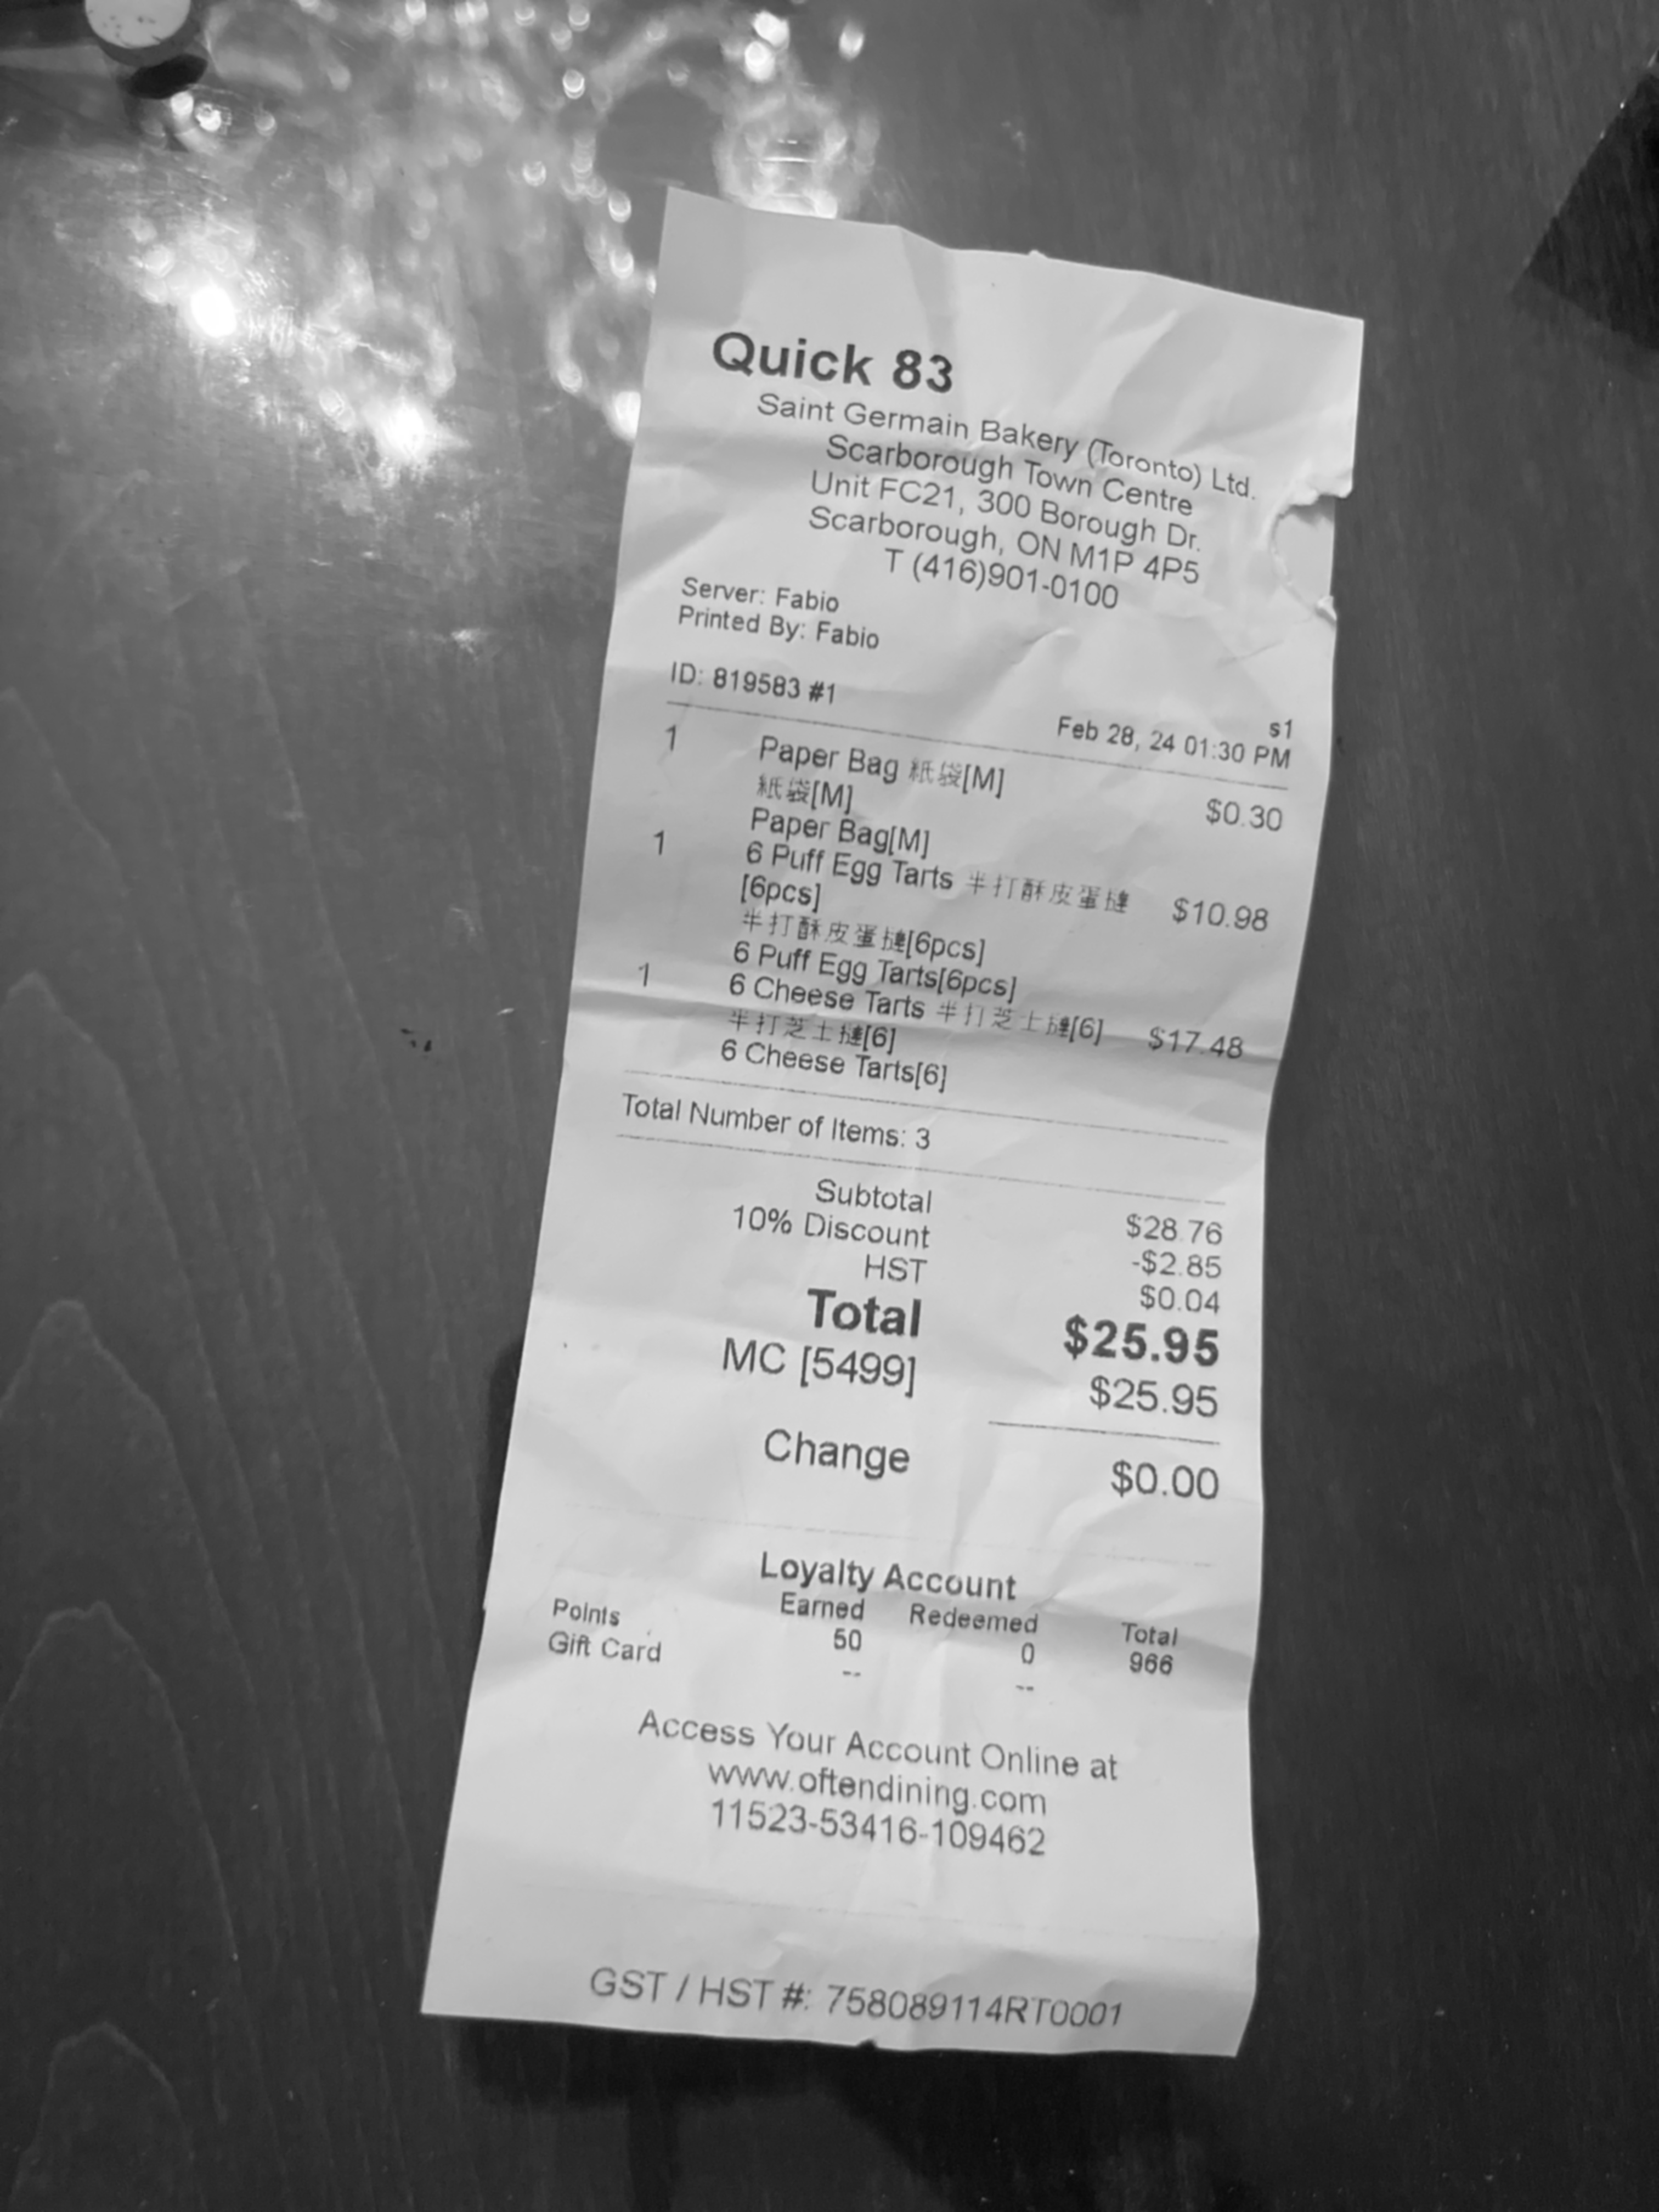 Quick 83
Saint Germain Bakery (Toronto) Ltd.
Scarborough Town Centre
Unit FC21, 300 Borough Dr.
Scarborough, ON M1P 4P5
T (416)901-0100
Server: Fabio
Printed By: Fabio
s1
ID: 819583 #1 Feb 28, 24 01:30 PM
1 Paper Bag 紙袋[M] $0.30
紙袋[M]
Paper Bag[M]
1 6 Puff Egg Tarts 半打酥皮蛋撻 $10.98
[6pcs]
半打酥皮蛋撻[6pcs]
6 Puff Egg Tarts[6pcs]
1 6 Cheese Tarts 半打芝士撻[6] $17.48
半打芝士撻[6]
6 Cheese Tarts[6]
Total Number of Items: 3
Subtotal $28.76
10% Discount -$2.85
HST $0.04
Total $25.95
MC [5499] $25.95
Change $0.00
Loyalty Account
Earned Redeemed Total
Points 50 0 966
Gift Card -- --
Access Your Account Online at
www.oftendining.com
11523-53416-109462
GST / HST #: 758089114RT0001